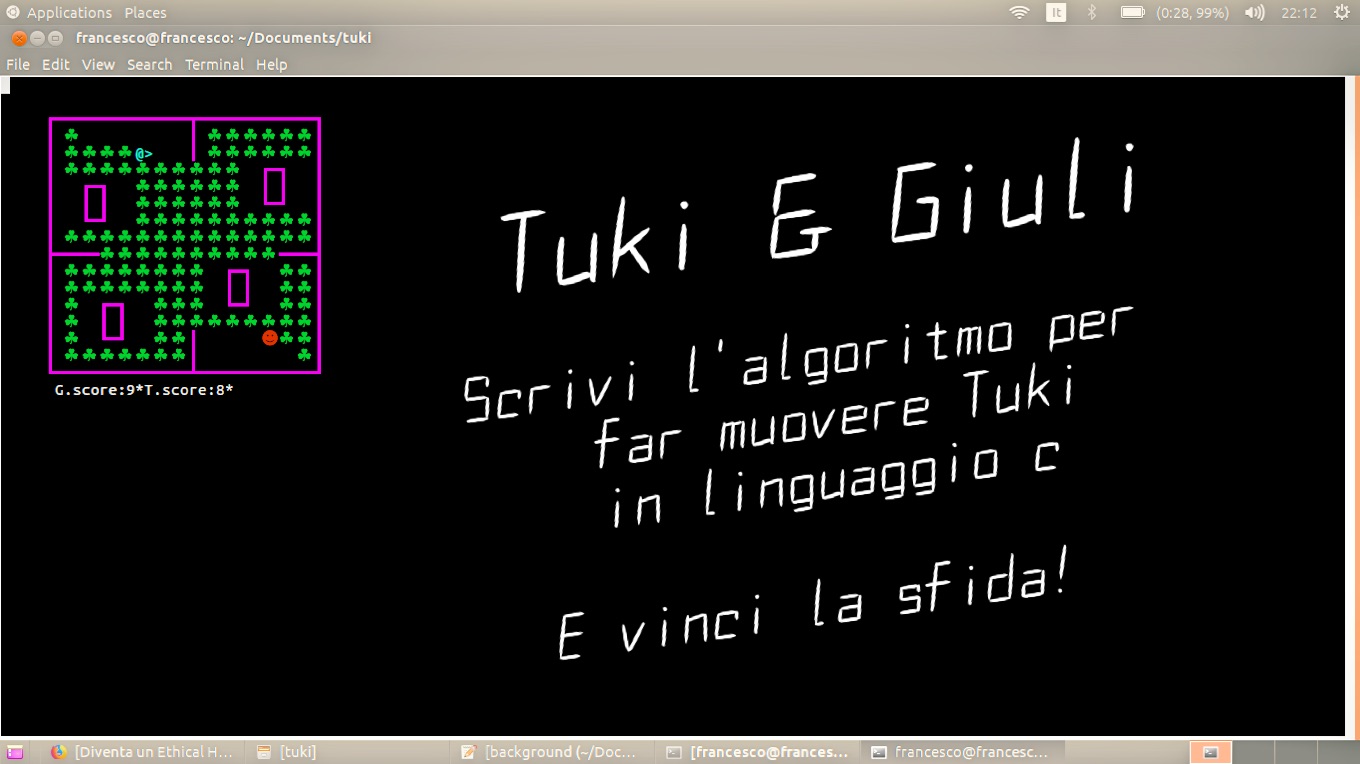 Applications Places It (0:28, 99%) 22:12
francesco@francesco: ~/Documents/tuki
File Edit View Search Terminal Help
@>
G.score:9*T.score:8*
Tuki & Giuli
Scrivi l'algoritmo per
far muovere Tuki
in linguaggio c
E vinci la sfida!
[Diventa un Ethical H... [tuki] [background (~/Doc... [francesco@frances... francesco@francesc...